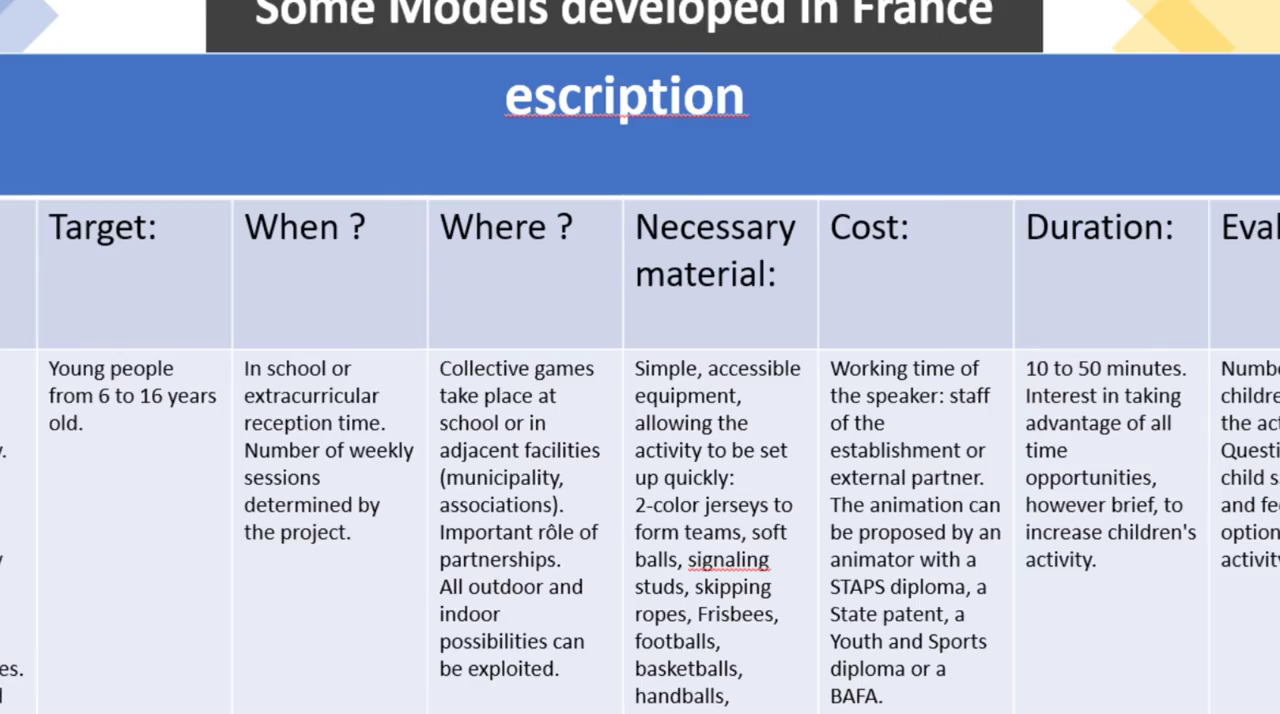 Some Models developed in France
escription
Target:
When ?
Where ?
Necessary
material:
Cost:
Duration:
Eval
Young people
from 6 to 16 years
old.
In school or
extracurricular
reception time.
Number of weekly
sessions
determined by
the project.
Collective games
take place at
school or in
adjacent facilities
(municipality,
associations).
Important rôle of
partnerships.
All outdoor and
indoor
possibilities can
be exploited.
Simple, accessible
equipment,
allowing the
activity to be set
up quickly:
2-color jerseys to
form teams, soft
balls, signaling
studs, skipping
ropes, Frisbees,
footballs,
basketballs,
handballs,
Working time of
the speaker: staff
of the
establishment or
external partner.
The animation can
be proposed by an
animator with a
STAPS diploma, a
State patent, a
Youth and Sports
diploma or a
BAFA.
10 to 50 minutes.
Interest in taking
advantage of all
time
opportunities,
however brief, to
increase children's
activity.
Numbe
childre
the act
Questi
child s
and fee
option
activit
es.